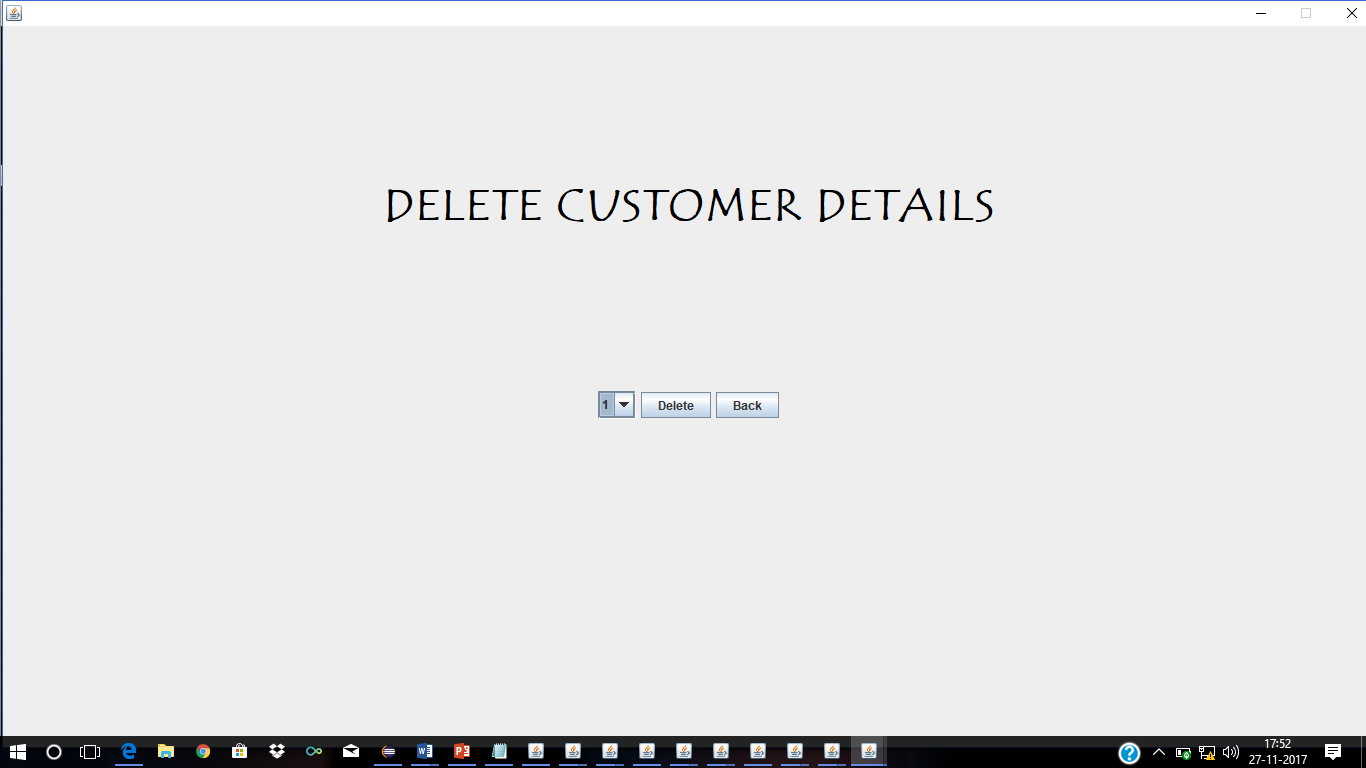 DELETE CUSTOMER DETAILS
1 Delete Back
17:52
27-11-2017